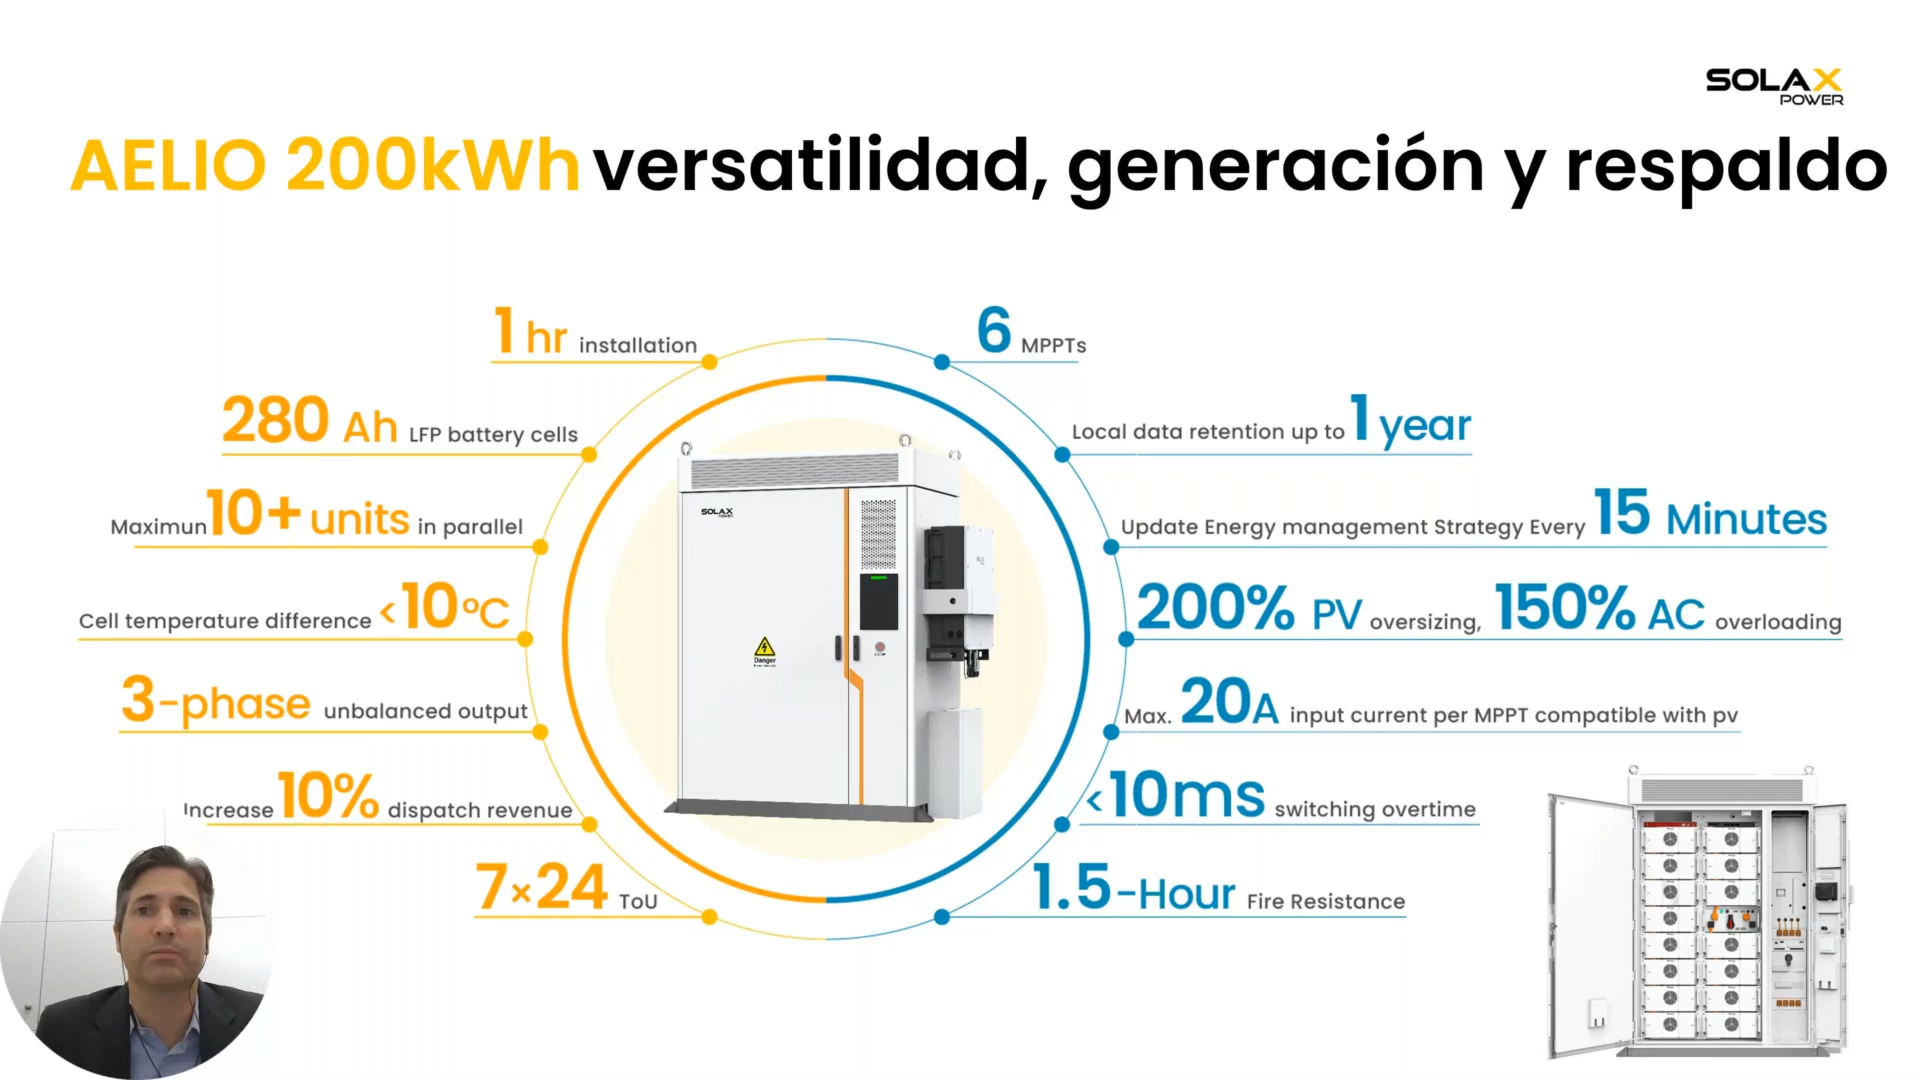 SOLAX
POWER
AELIO 200kWh versatilidad, generación y respaldo
1 hr installation
280 Ah LFP battery cells
Maximun 10+ units in parallel
Cell temperature difference <10°C
3-phase unbalanced output
Increase 10% dispatch revenue
7×24 ToU
6 MPPTs
Local data retention up to 1 year
Update Energy management Strategy Every 15 Minutes
200% PV oversizing, 150% AC overloading
Max. 20A input current per MPPT compatible with pv
<10ms switching overtime
1.5-Hour Fire Resistance
SOLAX
POWER
Danger